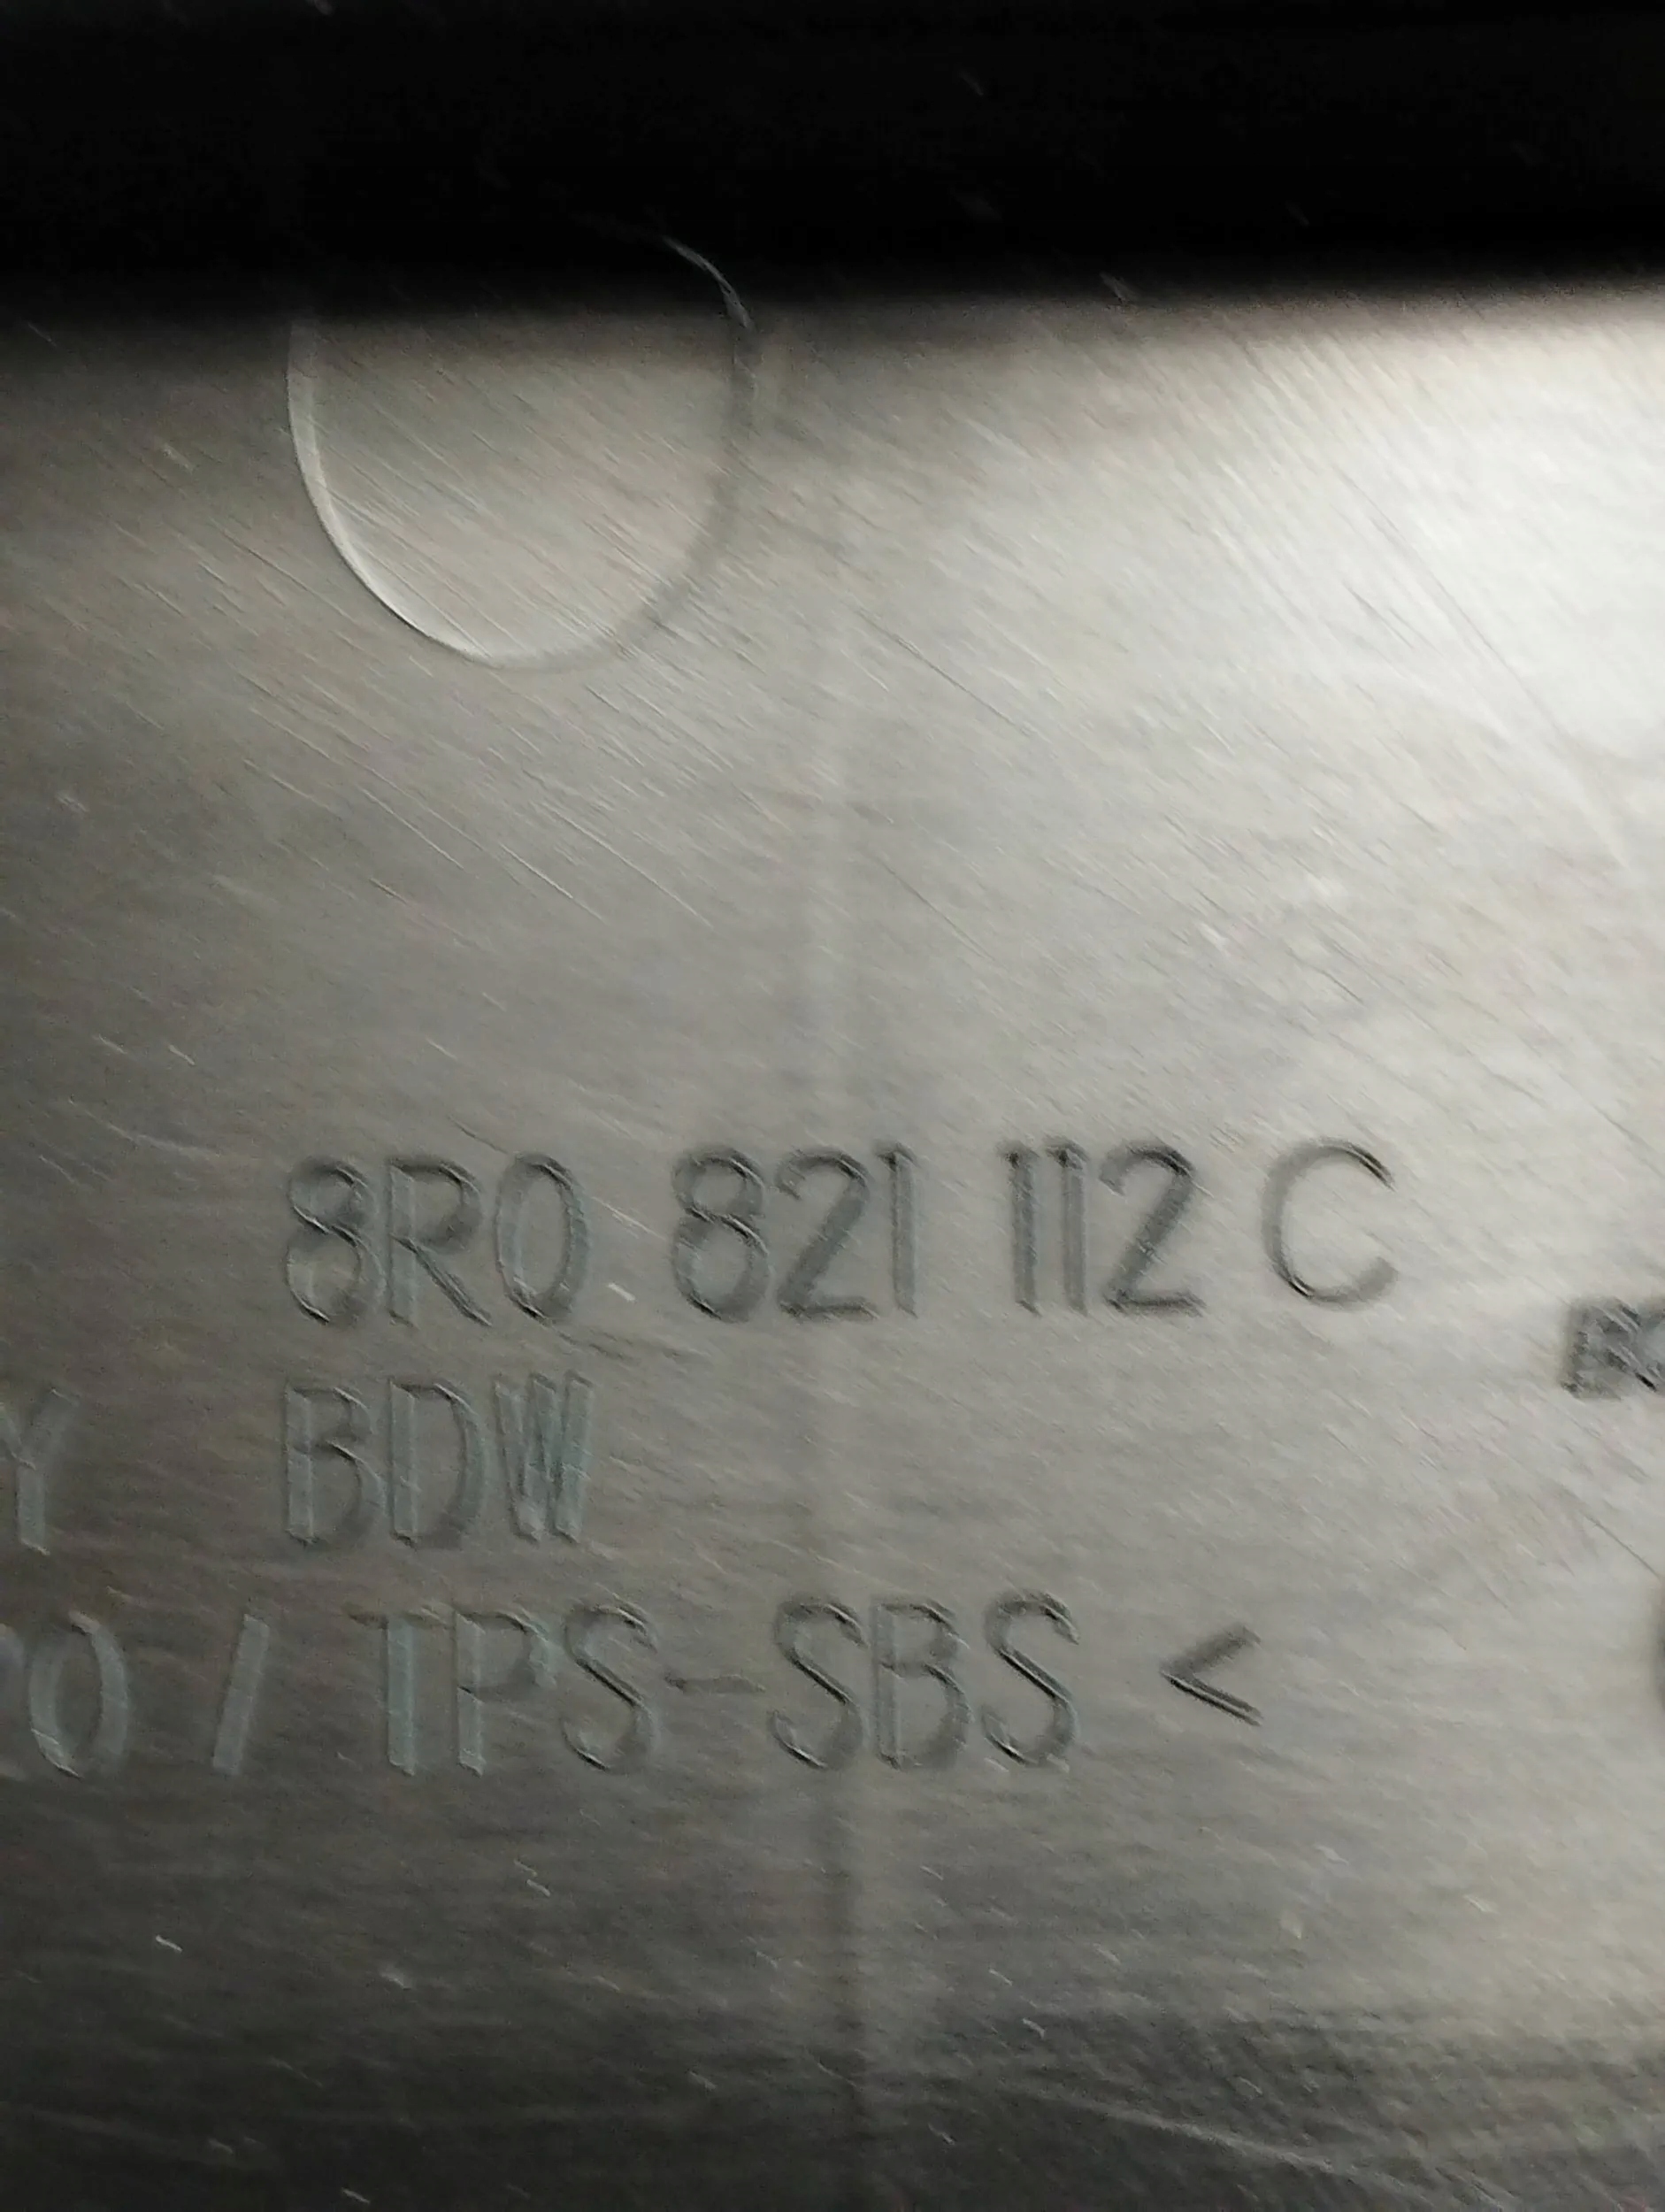 8R0 821 112 C
Y BDW
O / TPS-SBS <